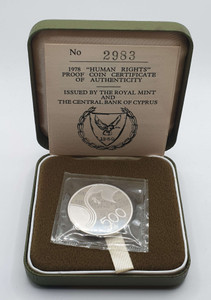 No 2983
1976 "HUMAN RIGHTS"
PROOF COIN CERTIFICATE
OF AUTHENTICITY
ISSUED BY THE ROYAL MINT
AND
THE CENTRAL BANK OF CYPRUS
500